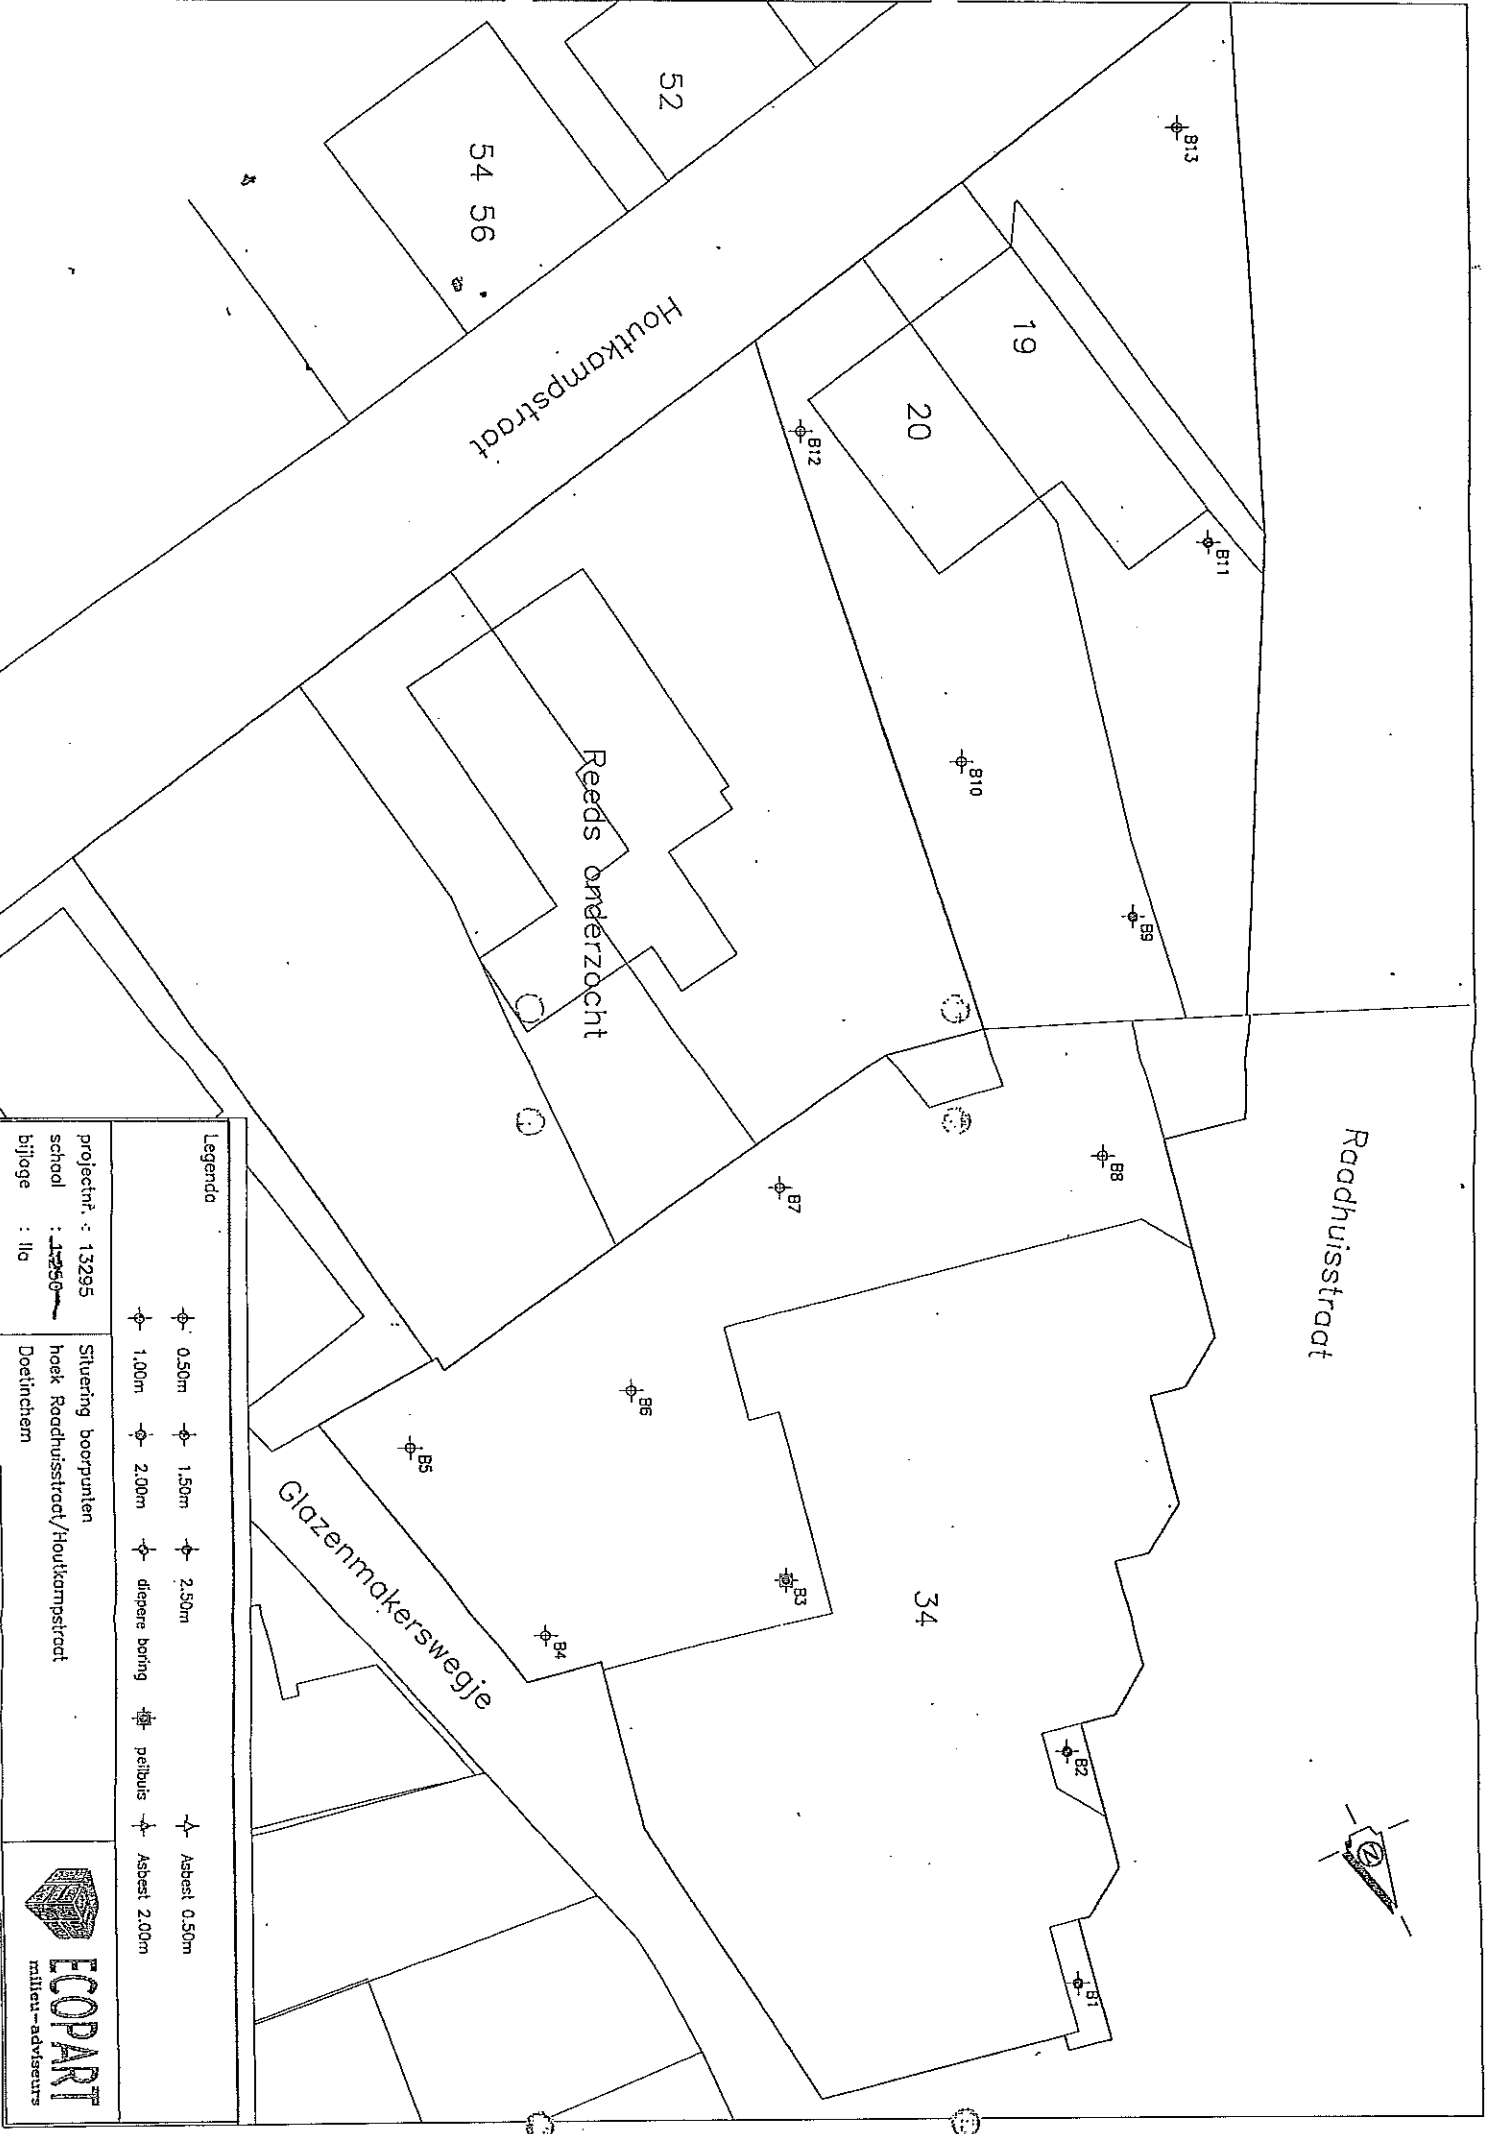 52
54 56
Houtkampstraat
19
20
B13
B12
B11
B10
B9
Reeds onderzocht
Raadhuisstraat
B8
B7
B6
B5
B4
B3
34
B2
B1
Glazenmakerswegje
N
Legenda
0.50m 1.50m 2.50m Asbest 0.50m
1.00m 2.00m diepere boring peilbuis Asbest 2.00m
projectnr. : 13295
schaal : 1:250
bijlage : IIa
Situering boorpunten
hoek Raadhuisstraat/Houtkampstraat
Doetinchem
ECOPART
milieu-adviseurs